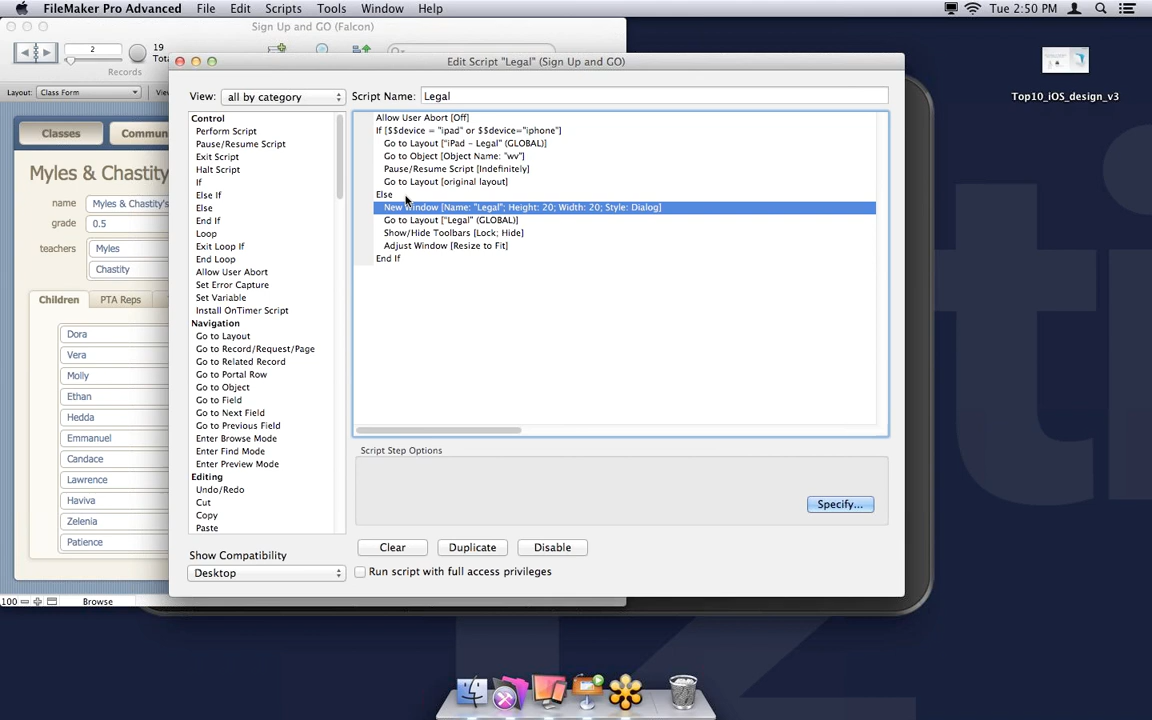 FileMaker Pro Advanced File Edit Scripts Tools Window Help Tue 2:50 PM
Sign Up and GO (Falcon)
2 19
Records
Layout: Class Form
Classes
Myles & Chastity
name Myles & Chastity's
grade 0.5
teachers Myles
Chastity
Children PTA Reps
Dora
Vera
Molly
Ethan
Hedda
Emmanuel
Candace
Lawrence
Haviva
Zelenia
Patience
100 Browse
Edit Script "Legal" (Sign Up and GO)
View: all by category Script Name: Legal
Control
Perform Script
Pause/Resume Script
Exit Script
Halt Script
If
Else If
Else
End If
Loop
Exit Loop If
End Loop
Allow User Abort
Set Error Capture
Set Variable
Install OnTimer Script
Navigation
Go to Layout
Go to Record/Request/Page
Go to Related Record
Go to Portal Row
Go to Object
Go to Field
Go to Next Field
Go to Previous Field
Enter Browse Mode
Enter Find Mode
Enter Preview Mode
Editing
Undo/Redo
Cut
Copy
Paste
Allow User Abort [Off]
If [$$device = "ipad" or $$device="iphone"]
Go to Layout ["iPad - Legal" (GLOBAL)]
Go to Object [Object Name: "wv"]
Pause/Resume Script [Indefinitely]
Go to Layout [original layout]
Else
New Window [Name: "Legal"; Height: 20; Width: 20; Style: Dialog]
Go to Layout ["Legal" (GLOBAL)]
Show/Hide Toolbars [Lock; Hide]
Adjust Window [Resize to Fit]
End If
Script Step Options
Specify...
Show Compatibility
Desktop
Clear Duplicate Disable
Run script with full access privileges
Top10_iOS_design_v3